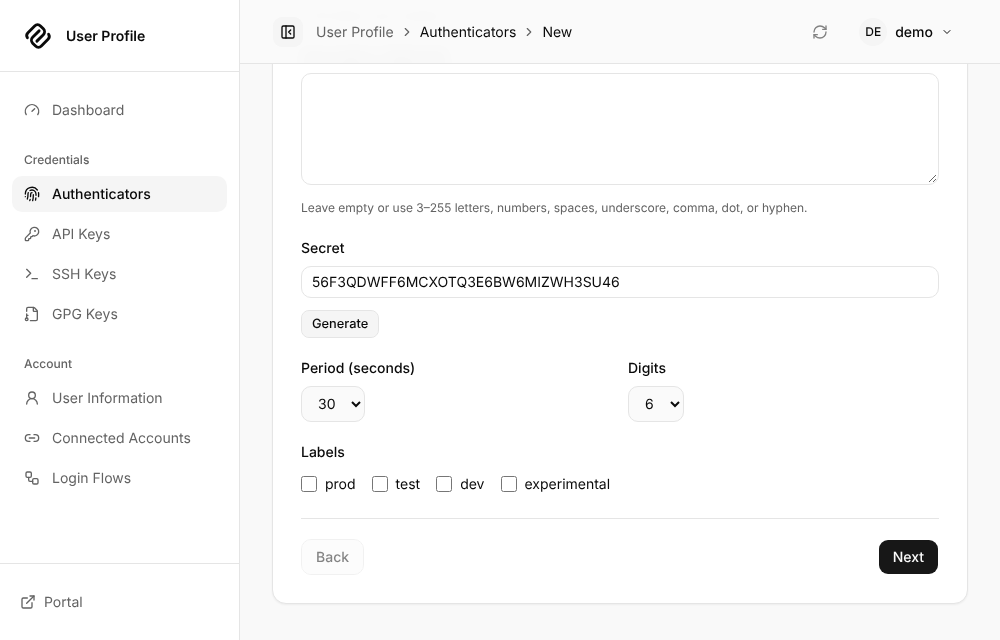 User Profile
User Profile > Authenticators > New
DE demo
Dashboard
Credentials
Authenticators
API Keys
SSH Keys
GPG Keys
Account
User Information
Connected Accounts
Login Flows
Portal
Leave empty or use 3–255 letters, numbers, spaces, underscore, comma, dot, or hyphen.
Secret
56F3QDWFF6MCXOTQ3E6BW6MIZWH3SU46
Generate
Period (seconds) Digits
30 6
Labels
prod test dev experimental
Back Next